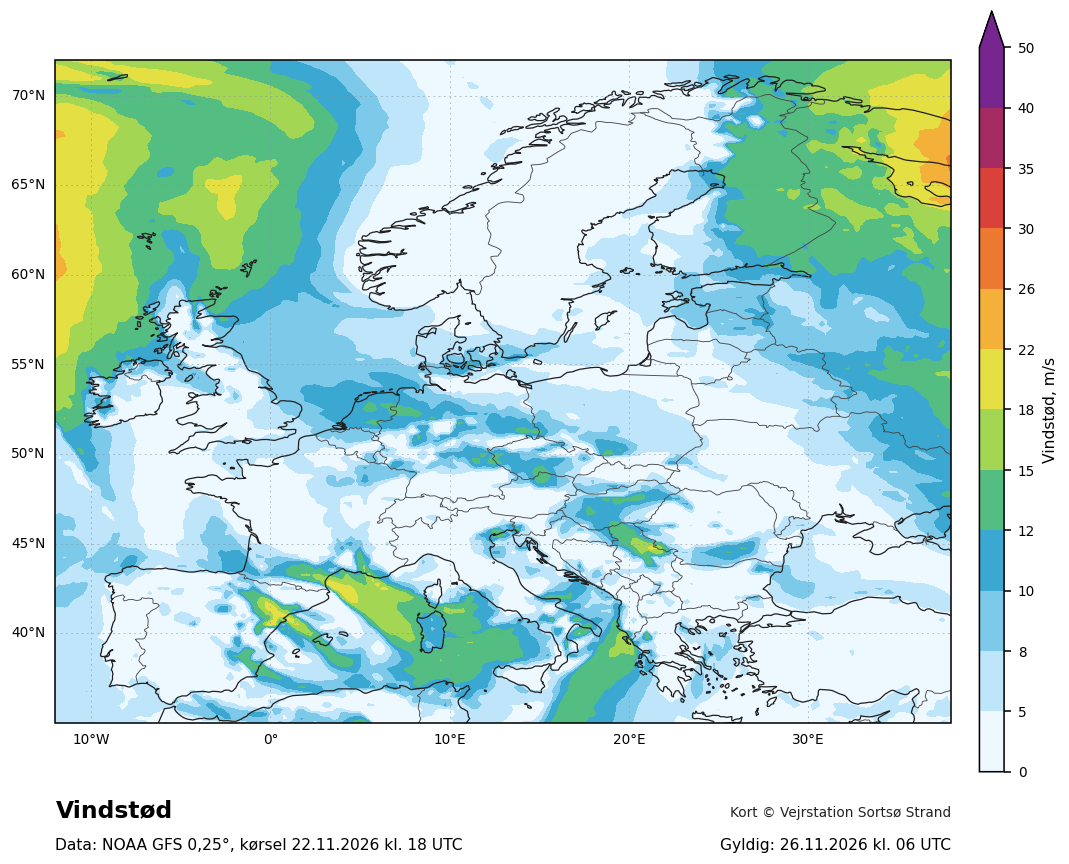 50
40
35
30
26
22
18
15
12
10
8
5
0
Vindstød, m/s
70°N
65°N
60°N
55°N
50°N
45°N
40°N
10°W
0°
10°E
20°E
30°E
Vindstød
Kort © Vejrstation Sortsø Strand
Data: NOAA GFS 0,25°, kørsel 22.11.2026 kl. 18 UTC
Gyldig: 26.11.2026 kl. 06 UTC